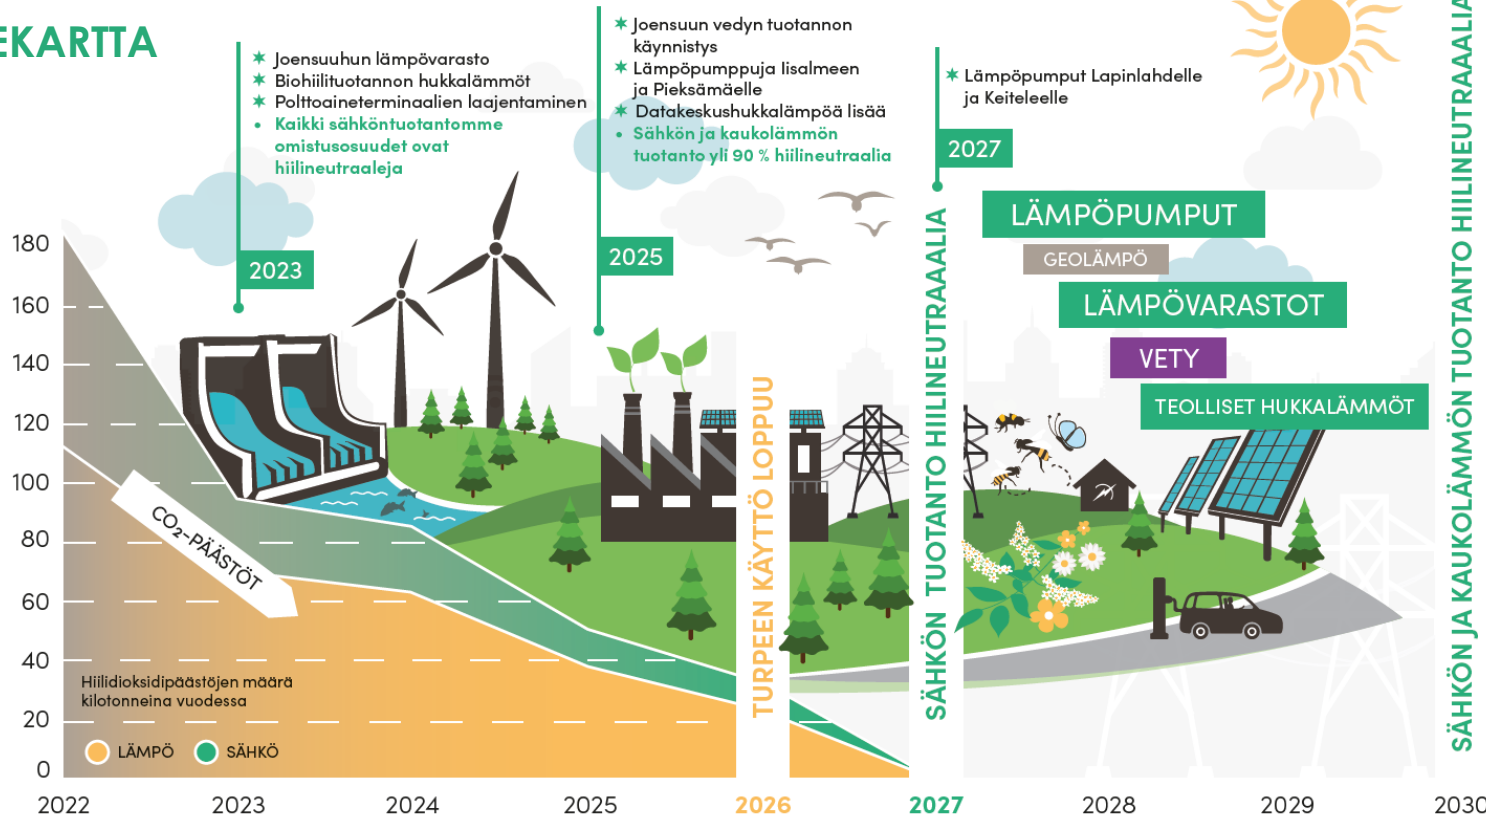 EKARTTA
Joensuuhun lämpövarasto
Biohiilituotannon hukkalämmöt
Polttoaineterminaalien laajentaminen
• Kaikki sähköntuotantomme
omistusosuudet ovat
hiilineutraaleja
2023
Joensuun vedyn tuotannon
käynnistys
Lämpöpumppuja Iisalmeen
ja Pieksämäelle
Datakeskushukkalämpöä lisää
• Sähkön ja kaukolämmön
tuotanto yli 90 % hiilineutraalia
2025
Lämpöpumput Lapinlahdelle
ja Keiteleelle
2027
LÄMPÖPUMPUT
GEOLÄMPÖ
LÄMPÖVARASTOT
VETY
TEOLLISET HUKKALÄMMÖT
TURPEEN KÄYTTÖ LOPPUU
SÄHKÖN TUOTANTO HIILINEUTRAAALIA
SÄHKÖN JA KAUKOLÄMMÖN TUOTANTO HIILINEUTRAAALIA
180
160
140
120
100
80
60
40
20
0
CO₂-PÄÄSTÖT
Hiilidioksidipäästöjen määrä
kilotonneina vuodessa
LÄMPÖ SÄHKÖ
2022 2023 2024 2025 2026 2027 2028 2029 2030